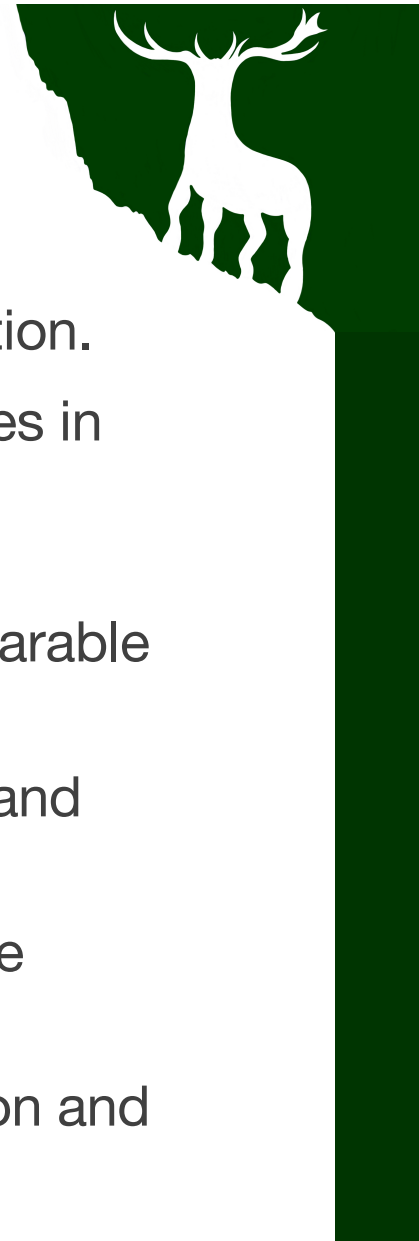 tion.
es in
arable
and
e
on and